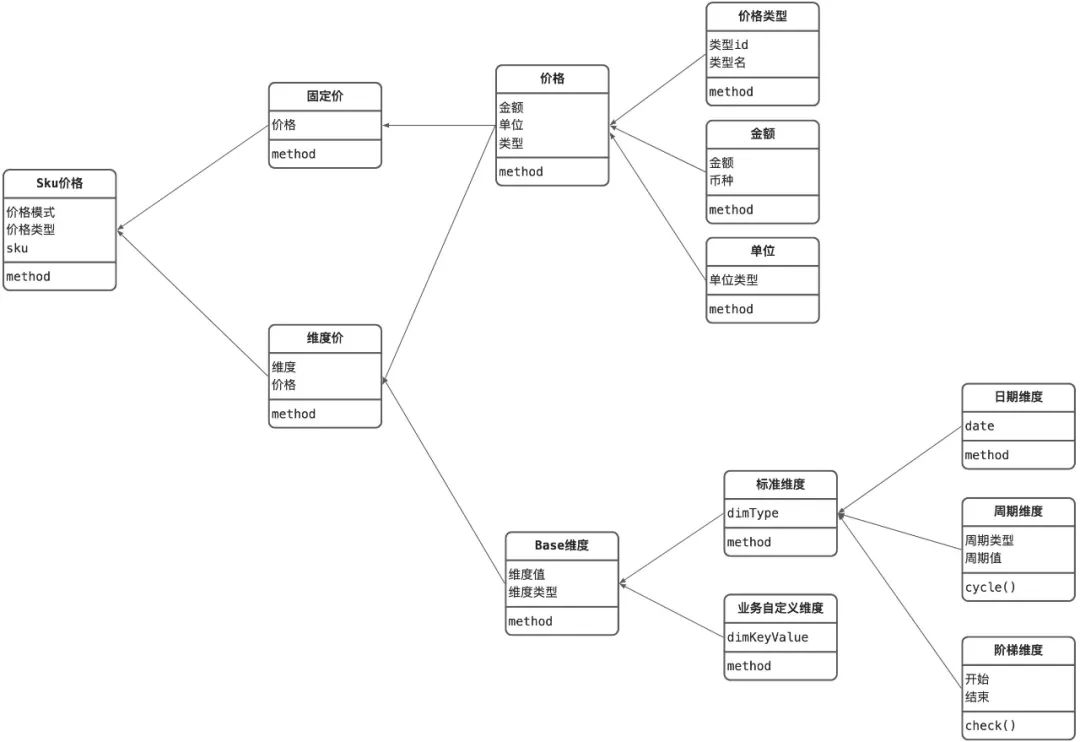 Sku价格
价格模式
价格类型
sku
method
固定价
价格
method
维度价
维度
价格
method
价格
金额
单位
类型
method
价格类型
类型id
类型名
method
金额
金额
币种
method
单位
单位类型
method
Base维度
维度值
维度类型
method
标准维度
dimType
method
业务自定义维度
dimKeyValue
method
日期维度
date
method
周期维度
周期类型
周期值
cycle()
阶梯维度
开始
结束
check()